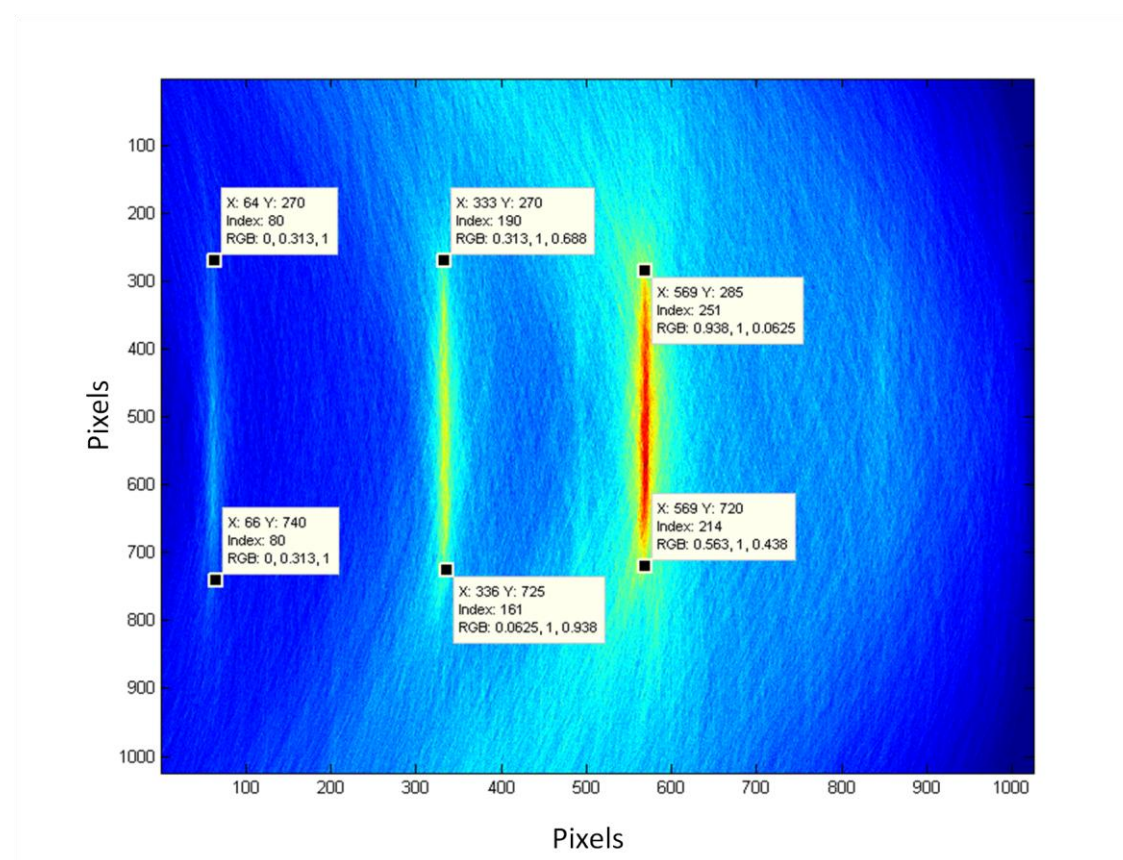 100
200
300
400
500
600
700
800
900
1000
Pixels
X: 64 Y: 270
Index: 80
RGB: 0, 0.313, 1
X: 333 Y: 270
Index: 190
RGB: 0.313, 1, 0.688
X: 569 Y: 285
Index: 251
RGB: 0.938, 1, 0.0625
X: 66 Y: 740
Index: 80
RGB: 0, 0.313, 1
X: 336 Y: 725
Index: 161
RGB: 0.0625, 1, 0.938
X: 569 Y: 720
Index: 214
RGB: 0.563, 1, 0.438
100 200 300 400 500 600 700 800 900 1000
Pixels